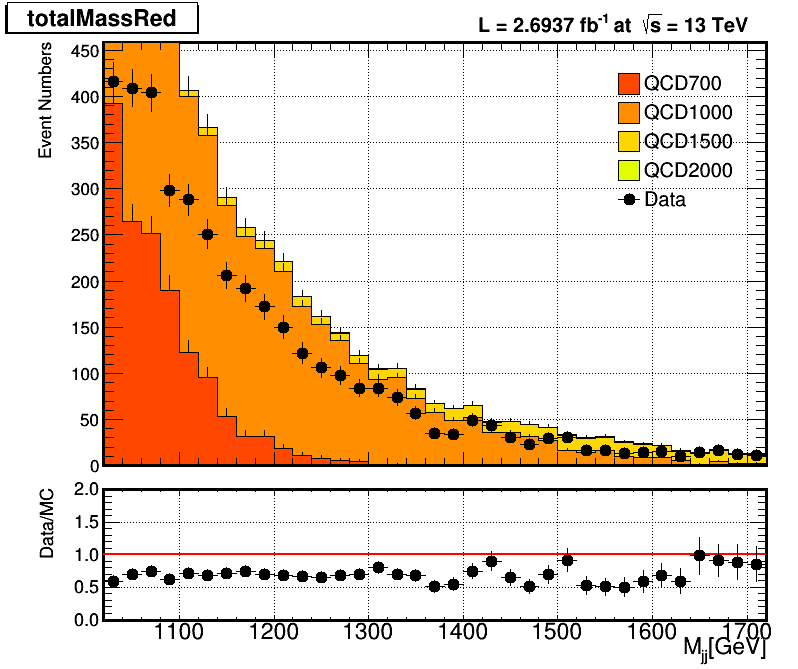 totalMassRed
L = 2.6937 fb⁻¹ at √s = 13 TeV
Event Numbers
450
400
350
300
250
200
150
100
50
0
QCD700
QCD1000
QCD1500
QCD2000
Data
Data/MC
2.0
1.5
1.0
0.5
0.0
1100 1200 1300 1400 1500 1600 1700
M_jj[GeV]